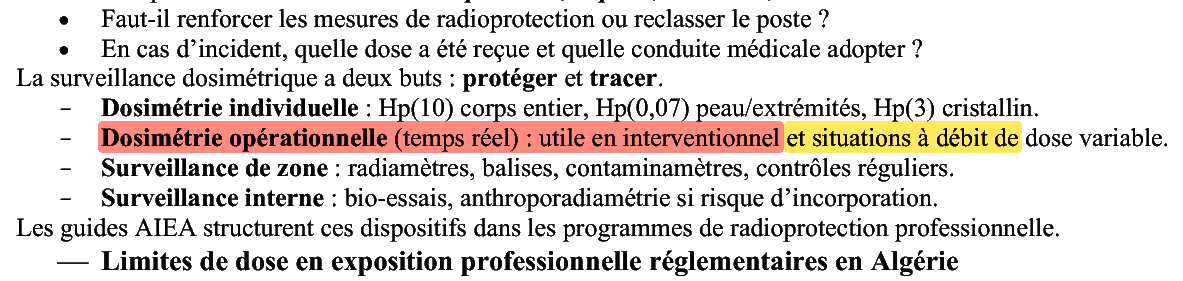 • Faut-il renforcer les mesures de radioprotection ou reclasser le poste ?
• En cas d’incident, quelle dose a été reçue et quelle conduite médicale adopter ?
La surveillance dosimétrique a deux buts : protéger et tracer.
- Dosimétrie individuelle : Hp(10) corps entier, Hp(0,07) peau/extrémités, Hp(3) cristallin.
- Dosimétrie opérationnelle (temps réel) : utile en interventionnel et situations à débit de dose variable.
- Surveillance de zone : radiamètres, balises, contaminamètres, contrôles réguliers.
- Surveillance interne : bio-essais, anthroporadiamétrie si risque d’incorporation.
Les guides AIEA structurent ces dispositifs dans les programmes de radioprotection professionnelle.
— Limites de dose en exposition professionnelle réglementaires en Algérie